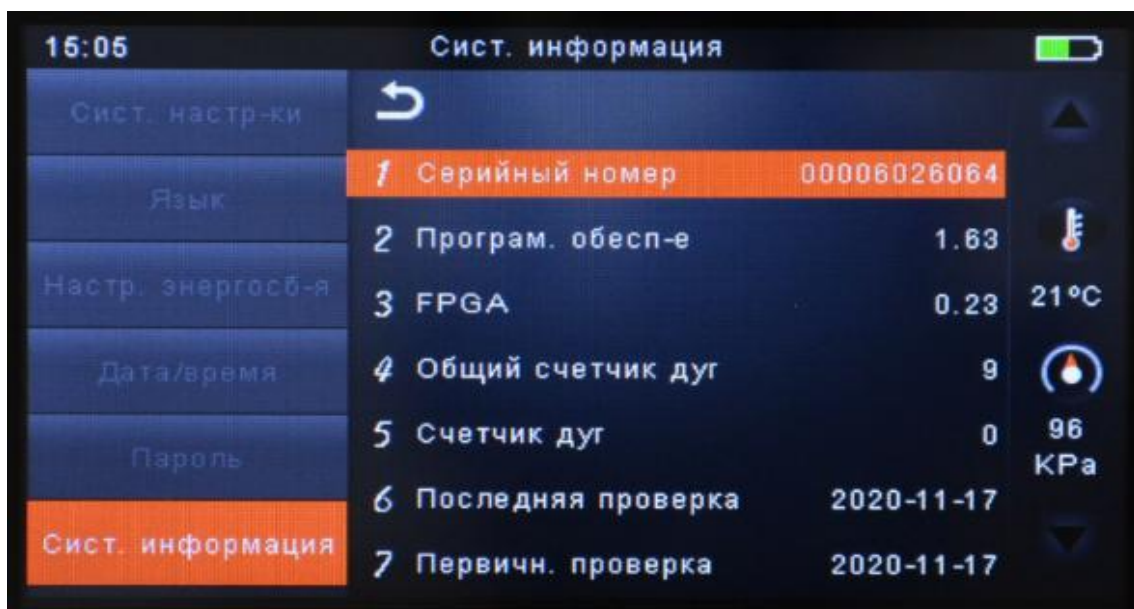 15:05 Сист. информация
Сист. настр-ки
Язык
Настр. энергосб-я
Дата/время
Пароль
Сист. информация
1 Серийный номер 00006026064
2 Програм. обесп-е 1.63
3 FPGA 0.23
4 Общий счетчик дуг 9
5 Счетчик дуг 0
6 Последняя проверка 2020-11-17
7 Первичн. проверка 2020-11-17
21°C
96
KPa